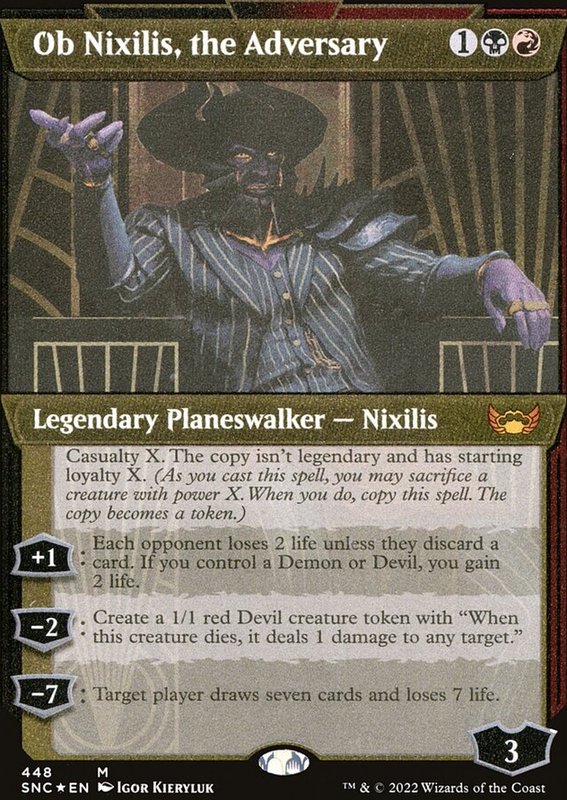 Ob Nixilis, the Adversary 1
Legendary Planeswalker — Nixilis
Casualty X. The copy isn't legendary and has starting
loyalty X. (As you cast this spell, you may sacrifice a
creature with power X. When you do, copy this spell. The
copy becomes a token.)
+1 : Each opponent loses 2 life unless they discard a
card. If you control a Demon or Devil, you gain
2 life.
−2 : Create a 1/1 red Devil creature token with “When
this creature dies, it deals 1 damage to any target.”
−7 : Target player draws seven cards and loses 7 life.
3
448 M
SNC ★ EN Igor Kieryluk
™ & © 2022 Wizards of the Coast